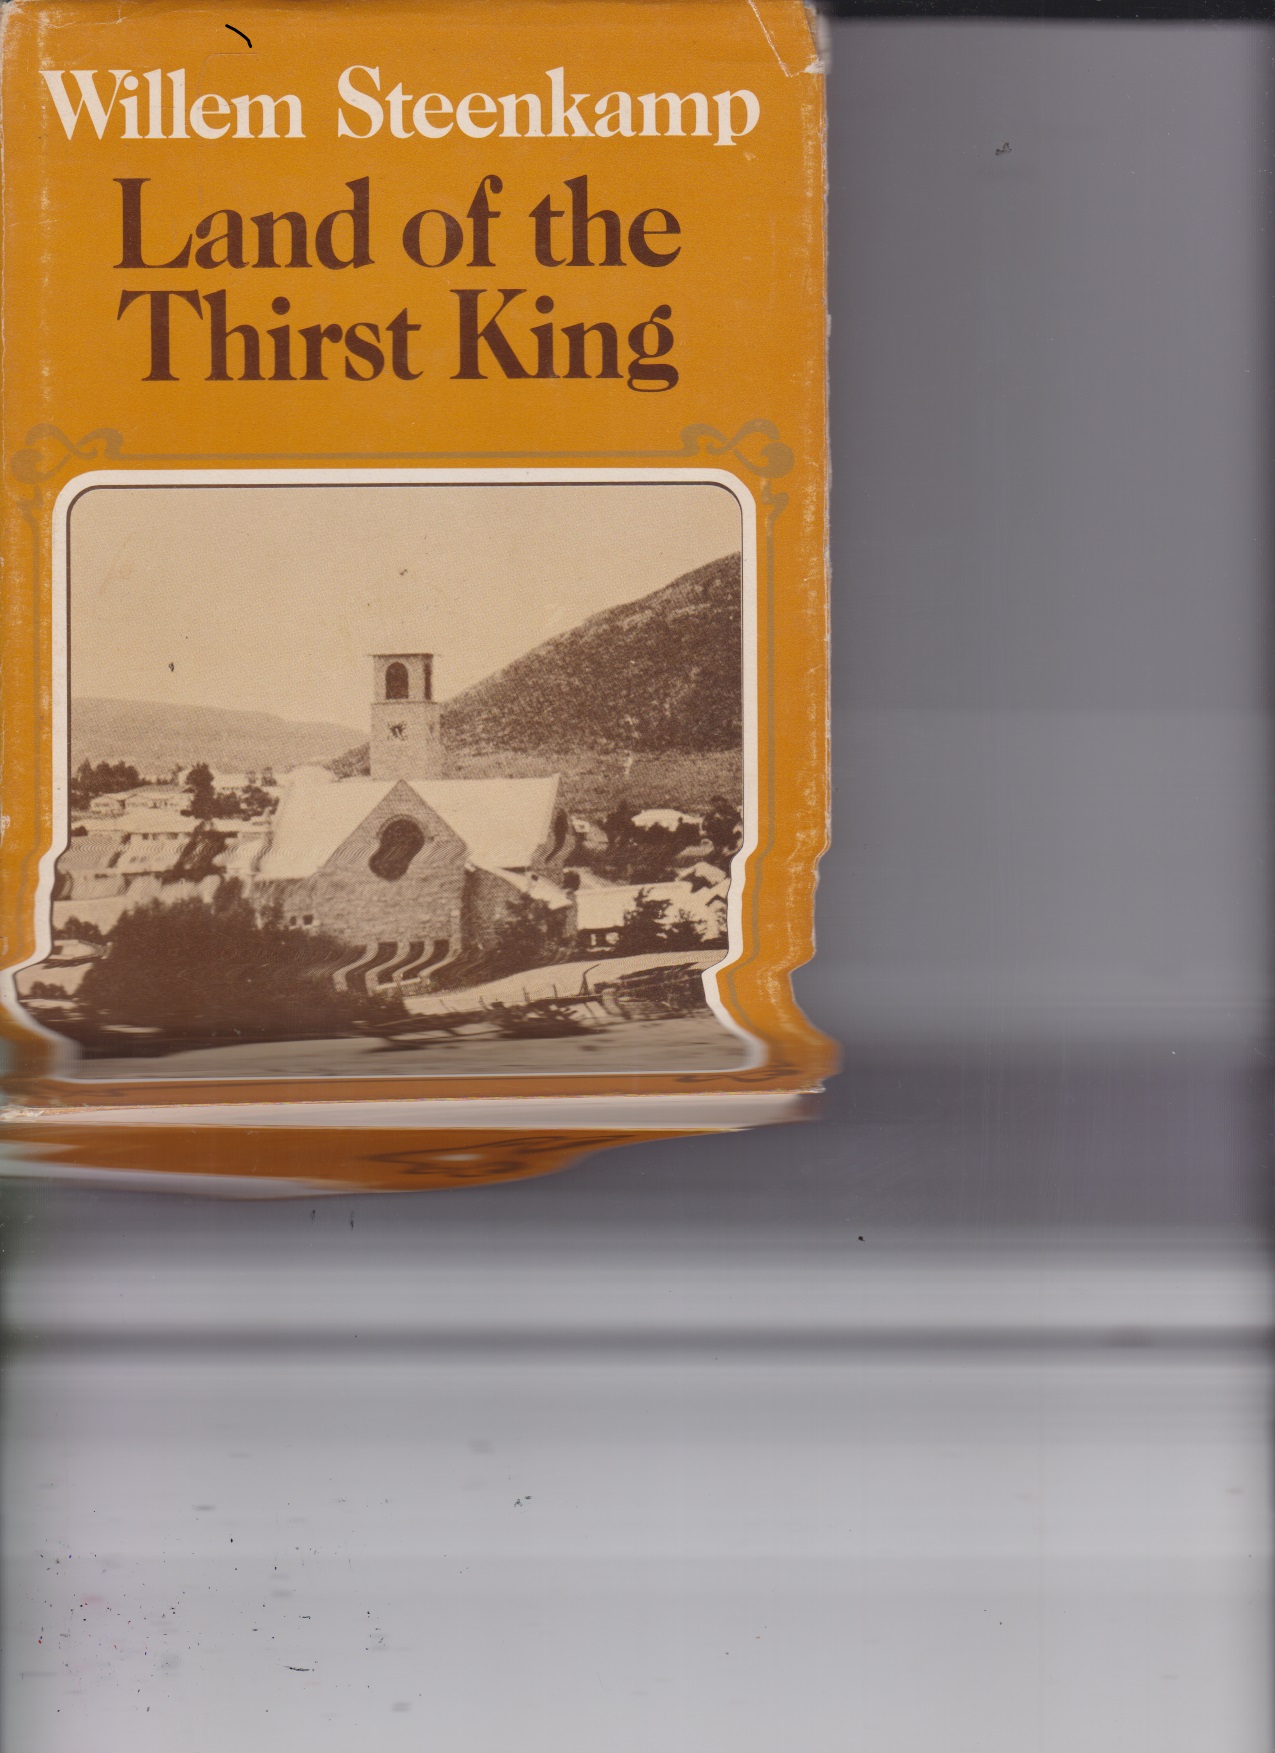 Willem Steenkamp
Land of the
Thirst King